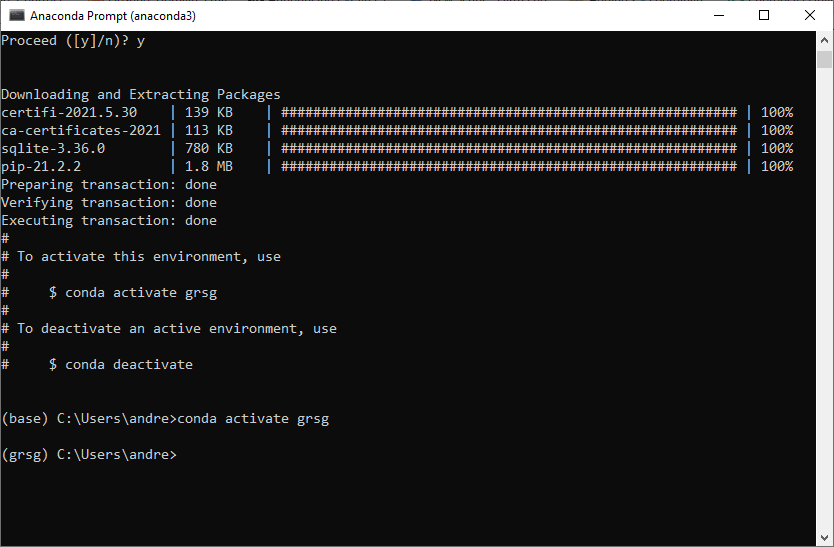 Anaconda Prompt (anaconda3)
Proceed ([y]/n)? y
Downloading and Extracting Packages
certifi-2021.5.30    | 139 KB    | ######################################################### | 100%
ca-certificates-2021 | 113 KB    | ######################################################### | 100%
sqlite-3.36.0        | 780 KB    | ######################################################### | 100%
pip-21.2.2           | 1.8 MB    | ######################################################### | 100%
Preparing transaction: done
Verifying transaction: done
Executing transaction: done
#
# To activate this environment, use
#
#     $ conda activate grsg
#
# To deactivate an active environment, use
#
#     $ conda deactivate
(base) C:\Users\andre>conda activate grsg
(grsg) C:\Users\andre>